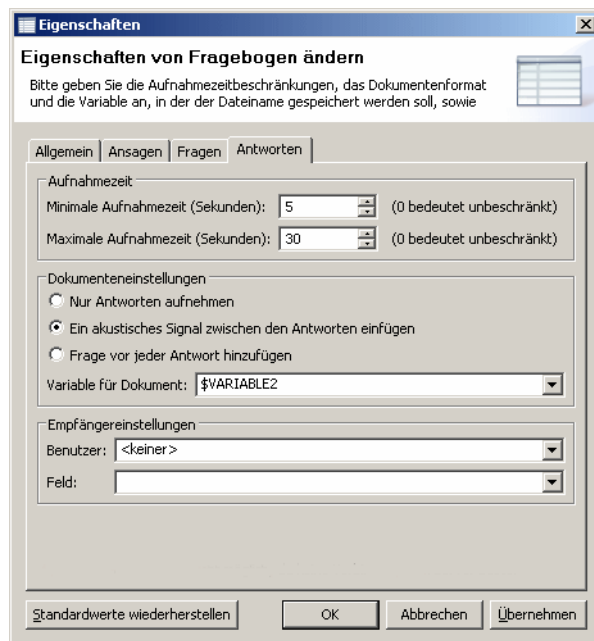 Eigenschaften
Eigenschaften von Fragebogen ändern
Bitte geben Sie die Aufnahmezeitbeschränkungen, das Dokumentenformat
und die Variable an, in der der Dateiname gespeichert werden soll, sowie
Allgemein Ansagen Fragen Antworten
Aufnahmezeit
Minimale Aufnahmezeit (Sekunden): 5 (0 bedeutet unbeschränkt)
Maximale Aufnahmezeit (Sekunden): 30 (0 bedeutet unbeschränkt)
Dokumenteneinstellungen
Nur Antworten aufnehmen
Ein akustisches Signal zwischen den Antworten einfügen
Frage vor jeder Antwort hinzufügen
Variable für Dokument: $VARIABLE2
Empfängereinstellungen
Benutzer: <keiner>
Feld:
Standardwerte wiederherstellen OK Abbrechen Übernehmen